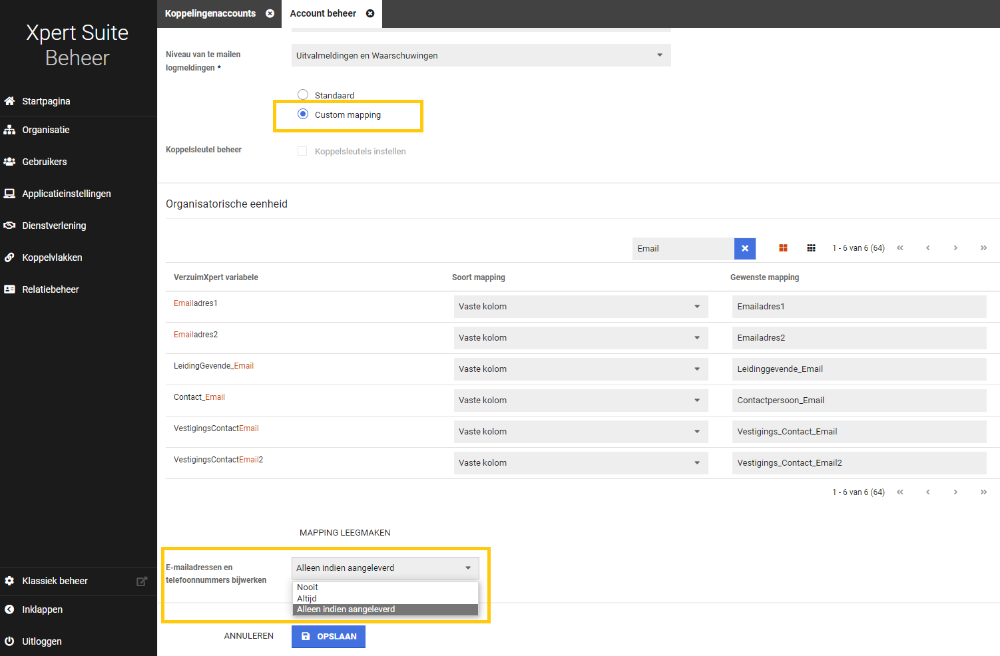 Koppelingenaccounts
Account beheer
Xpert Suite
Beheer
Startpagina
Organisatie
Gebruikers
Applicatieinstellingen
Dienstverlening
Koppelvlakken
Relatiebeheer
Klassiek beheer
Inklappen
Uitloggen
Niveau van te mailen
logmeldingen *
Uitvalmeldingen en Waarschuwingen
Standaard
Custom mapping
Koppelsleutel beheer
Koppelsleutels instellen
Organisatorische eenheid
Email
1 - 6 van 6 (64)
VerzuimXpert variabele Soort mapping Gewenste mapping
Emailadres1 Vaste kolom Emailadres1
Emailadres2 Vaste kolom Emailadres2
LeidingGevende_Email Vaste kolom Leidinggevende_Email
Contact_Email Vaste kolom Contactpersoon_Email
VestigingsContactEmail Vaste kolom Vestigings_Contact_Email
VestigingsContactEmail2 Vaste kolom Vestigings_Contact_Email2
1 - 6 van 6 (64)
MAPPING LEEGMAKEN
E-mailadressen en
telefoonnummers bijwerken
Alleen indien aangeleverd
Nooit
Altijd
Alleen indien aangeleverd
ANNULEREN
OPSLAAN